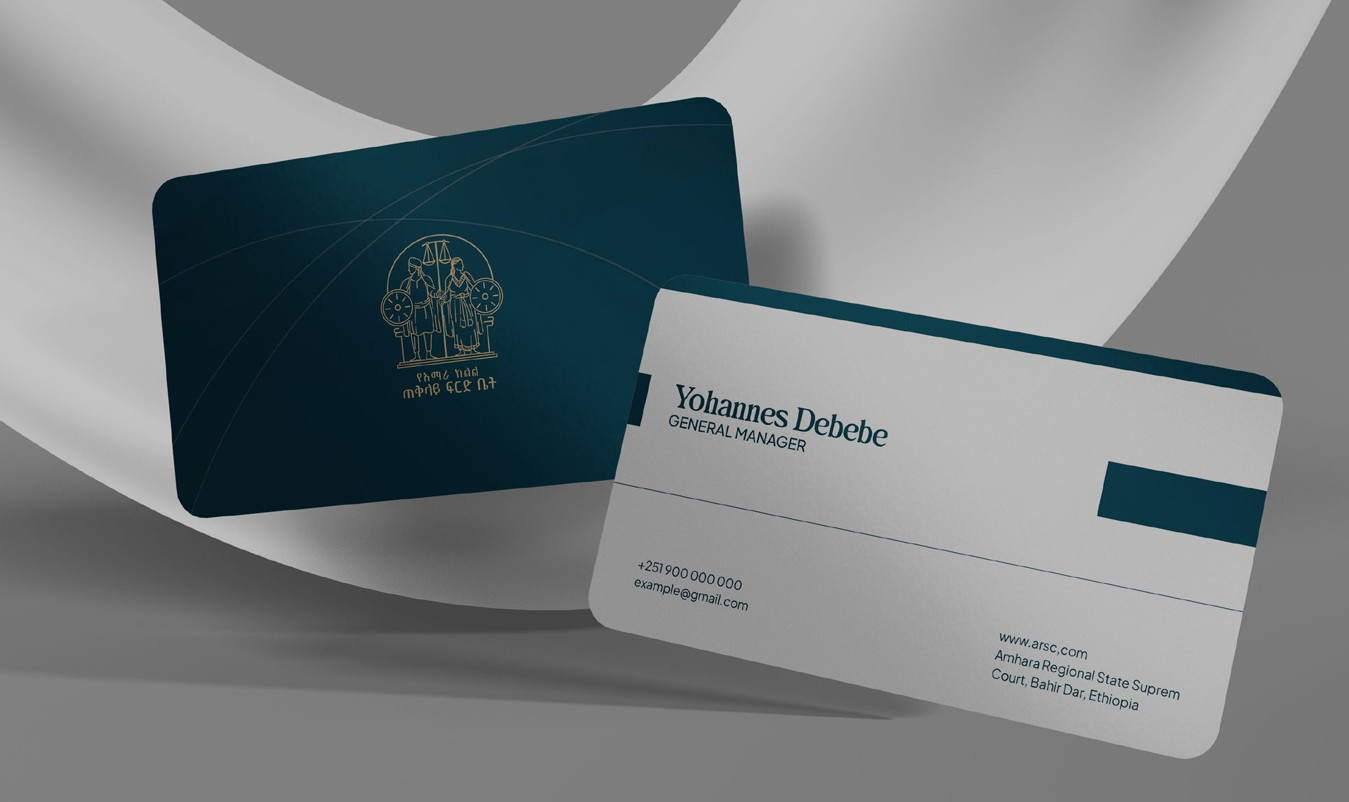 የአማራ ክልል
ጠቅላይ ፍርድ ቤት
Yohannes Debebe
GENERAL MANAGER
+251 900 000 000
example@gmail.com
www.arsc,com
Amhara Regional State Suprem
Court, Bahir Dar, Ethiopia